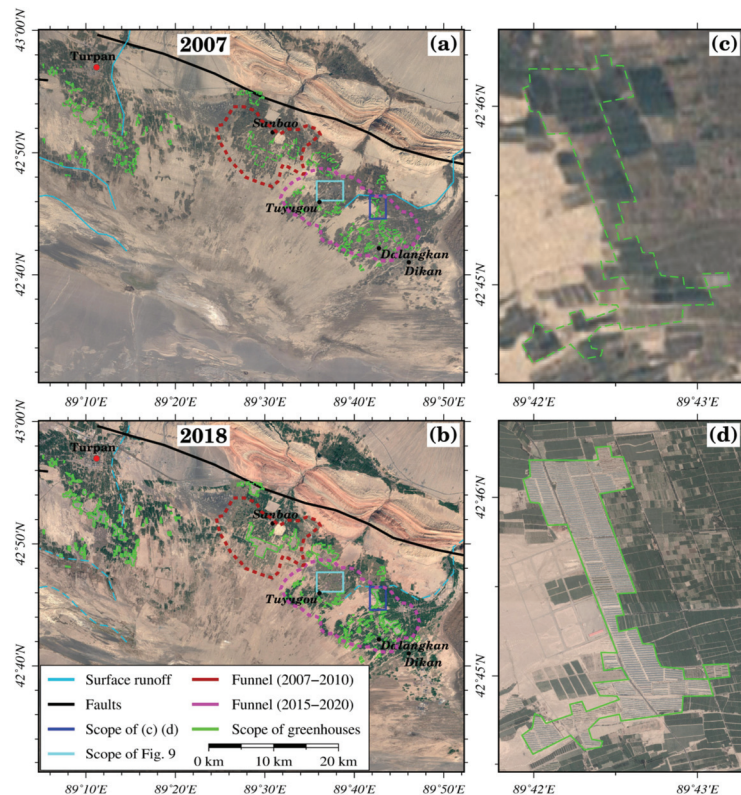 43°00′N
2007
(a)
(c)
Turpan
42°46′N
Sanbao
42°50′N
Tuyugou
Dalangkan
Dikan
42°45′N
42°40′N
89°10′E
89°20′E
89°30′E
89°40′E
89°50′E
89°42′E
89°43′E
43°00′N
2018
(b)
(d)
Turpan
42°46′N
Sanbao
42°50′N
Tuyugou
Dalangkan
Dikan
42°45′N
42°40′N
Surface runoff
Funnel (2007–2010)
Faults
Funnel (2015–2020)
Scope of (c) (d)
Scope of greenhouses
Scope of Fig. 9
0 km
10 km
20 km
89°10′E
89°20′E
89°30′E
89°40′E
89°50′E
89°42′E
89°43′E